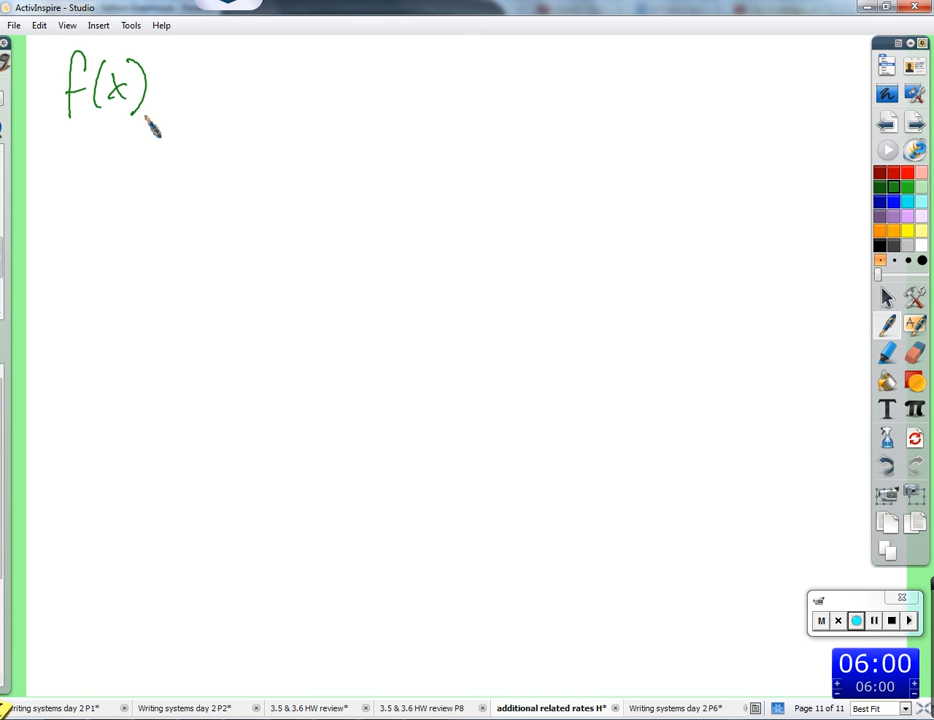 ActivInspire - Studio
File Edit View Insert Tools Help
f(x)
M
06:00
06:00
riting systems day 2 P1* Writing systems day 2 P2* 3.5 & 3.6 HW review* 3.5 & 3.6 HW review P8 additional related rates H* Writing systems day 2 P6* Page 11 of 11 Best Fit